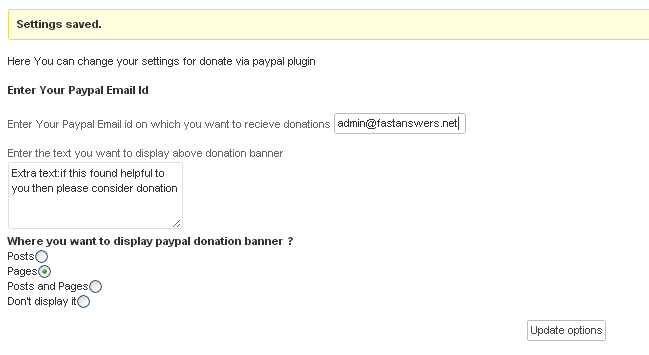 Settings saved.
Here You can change your settings for donate via paypal plugin
Enter Your Paypal Email Id
Enter Your Paypal Email id on which you want to recieve donations admin@fastanswers.net
Enter the text you want to display above donation banner
Extra text:if this found helpful to
you then please consider donation
Where you want to display paypal donation banner ?
Posts
Pages
Posts and Pages
Don't display it
Update options